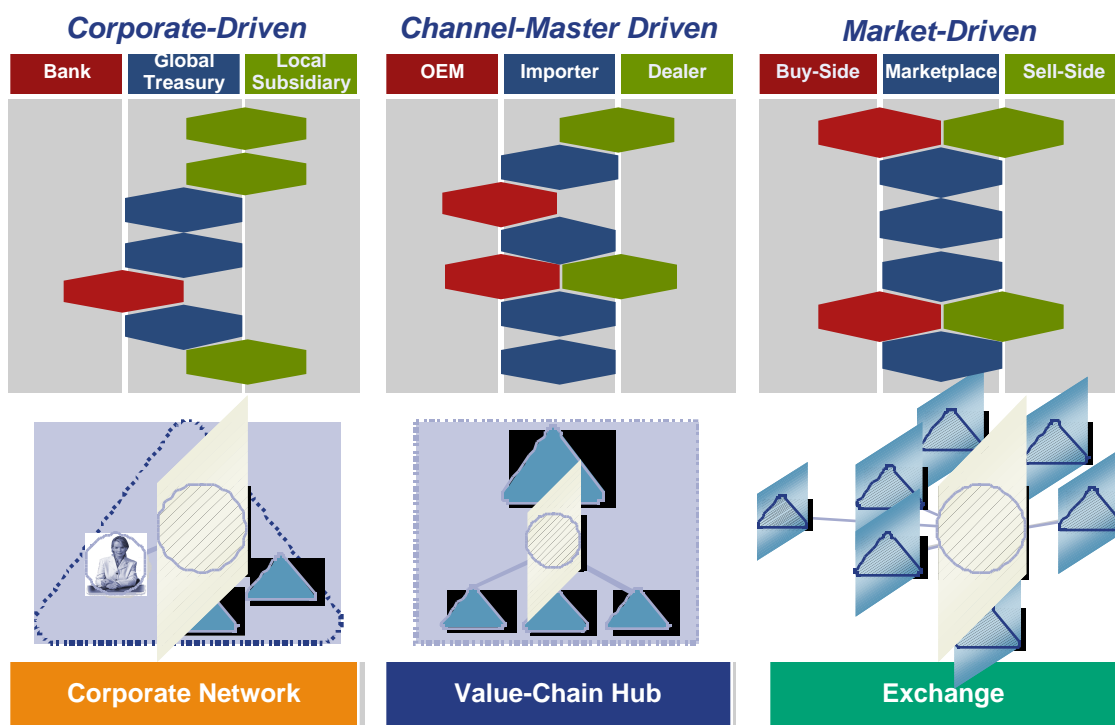 Corporate-Driven
Channel-Master Driven
Market-Driven
Bank
Global
Treasury
Local
Subsidiary
OEM
Importer
Dealer
Buy-Side
Marketplace
Sell-Side
Corporate Network
Value-Chain Hub
Exchange